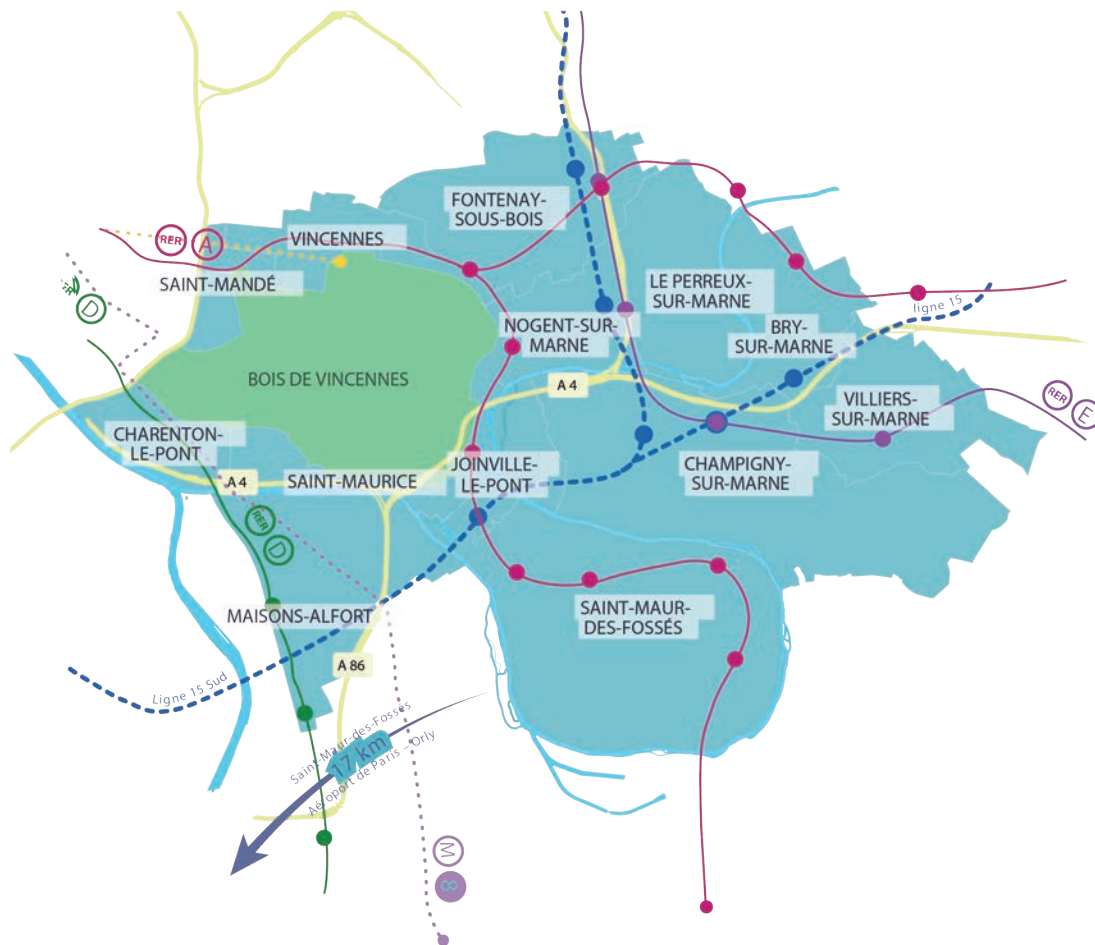 FONTENAY-
SOUS-BOIS
RER A
VINCENNES
SAINT-MANDÉ
LE PERREUX-
SUR-MARNE
ligne 15
D
NOGENT-SUR-
MARNE
BRY-
SUR-MARNE
BOIS DE VINCENNES
A 4
VILLIERS-
SUR-MARNE
RER E
CHARENTON-
LE-PONT
A 4
SAINT-MAURICE
JOINVILLE-
LE-PONT
CHAMPIGNY-
SUR-MARNE
RER D
MAISONS-ALFORT
SAINT-MAUR-
DES-FOSSÉS
A 86
Ligne 15 Sud
Saint-Maur-des-Fossés
17 km
Aéroport de Paris – Orly
M
8